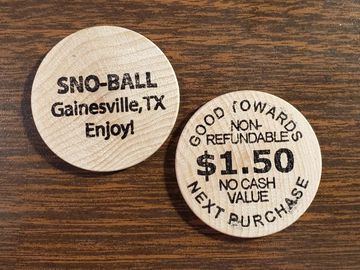 SNO-BALL
Gainesville,TX
Enjoy!
GOOD TOWARDS
NON-
REFUNDABLE
$1.50
NO CASH
VALUE
NEXT PURCHASE